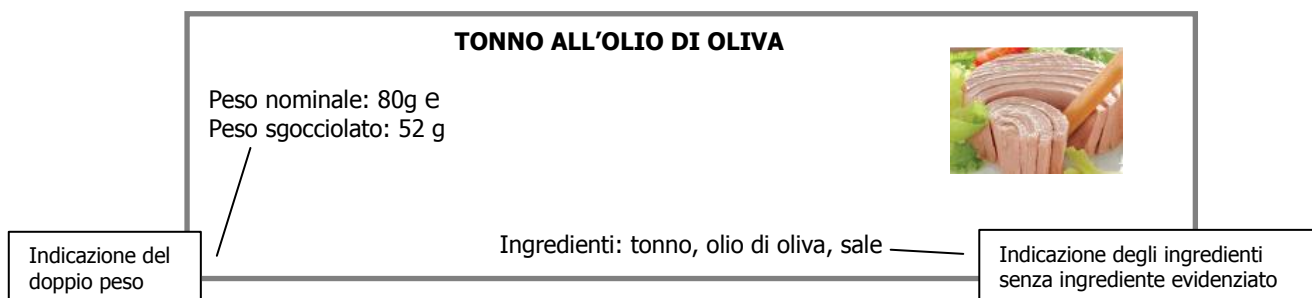 TONNO ALL’OLIO DI OLIVA
Peso nominale: 80g e
Peso sgocciolato: 52 g
Ingredienti: tonno, olio di oliva, sale
Indicazione del
doppio peso
Indicazione degli ingredienti
senza ingrediente evidenziato